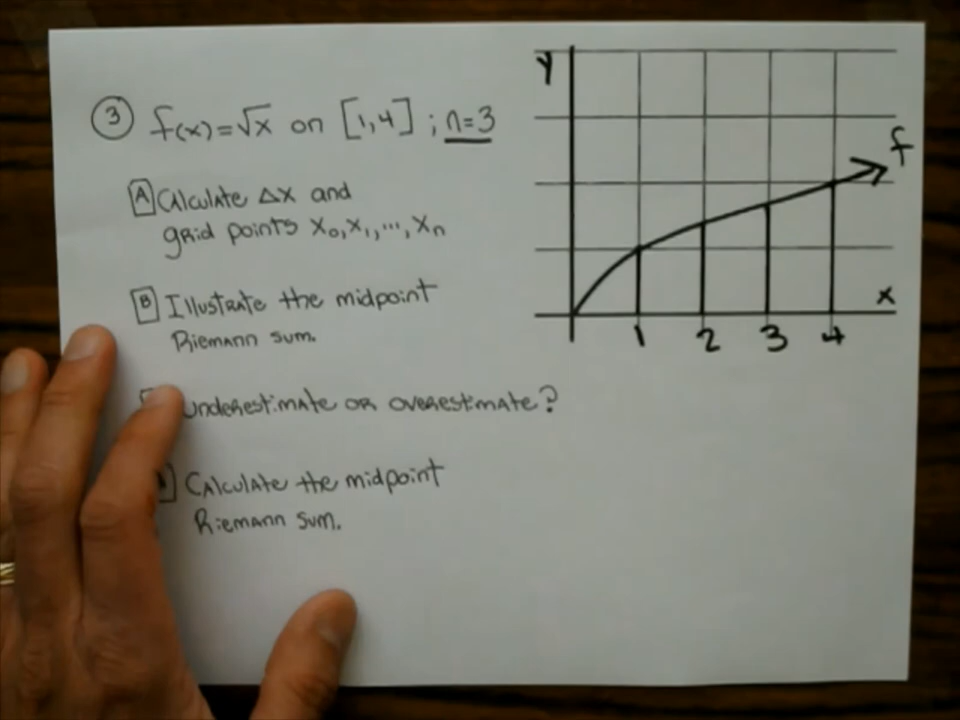 3 f(x)=√x on [1,4]; n=3
A Calculate Δx and
grid points x₀,x₁,…,xₙ
B Illustrate the midpoint
Riemann sum.
Underestimate or overestimate?
Calculate the midpoint
Riemann sum.
y
f
x
1 2 3 4